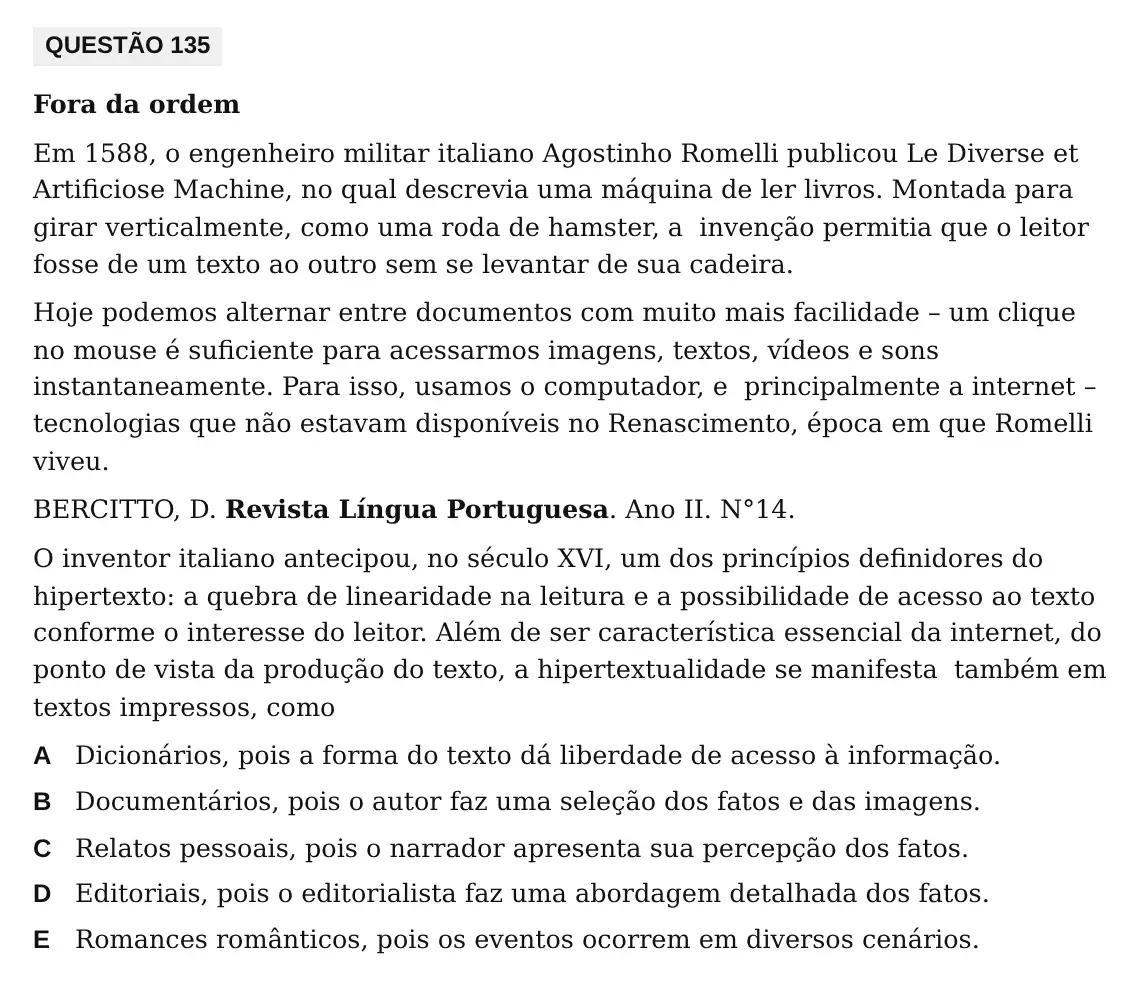 QUESTÃO 135
Fora da ordem
Em 1588, o engenheiro militar italiano Agostinho Romelli publicou Le Diverse et
Artificiose Machine, no qual descrevia uma máquina de ler livros. Montada para
girar verticalmente, como uma roda de hamster, a  invenção permitia que o leitor
fosse de um texto ao outro sem se levantar de sua cadeira.
Hoje podemos alternar entre documentos com muito mais facilidade – um clique
no mouse é suficiente para acessarmos imagens, textos, vídeos e sons
instantaneamente. Para isso, usamos o computador, e  principalmente a internet –
tecnologias que não estavam disponíveis no Renascimento, época em que Romelli
viveu.
BERCITTO, D. Revista Língua Portuguesa. Ano II. N°14.
O inventor italiano antecipou, no século XVI, um dos princípios definidores do
hipertexto: a quebra de linearidade na leitura e a possibilidade de acesso ao texto
conforme o interesse do leitor. Além de ser característica essencial da internet, do
ponto de vista da produção do texto, a hipertextualidade se manifesta  também em
textos impressos, como
A Dicionários, pois a forma do texto dá liberdade de acesso à informação.
B Documentários, pois o autor faz uma seleção dos fatos e das imagens.
C Relatos pessoais, pois o narrador apresenta sua percepção dos fatos.
D Editoriais, pois o editorialista faz uma abordagem detalhada dos fatos.
E Romances românticos, pois os eventos ocorrem em diversos cenários.